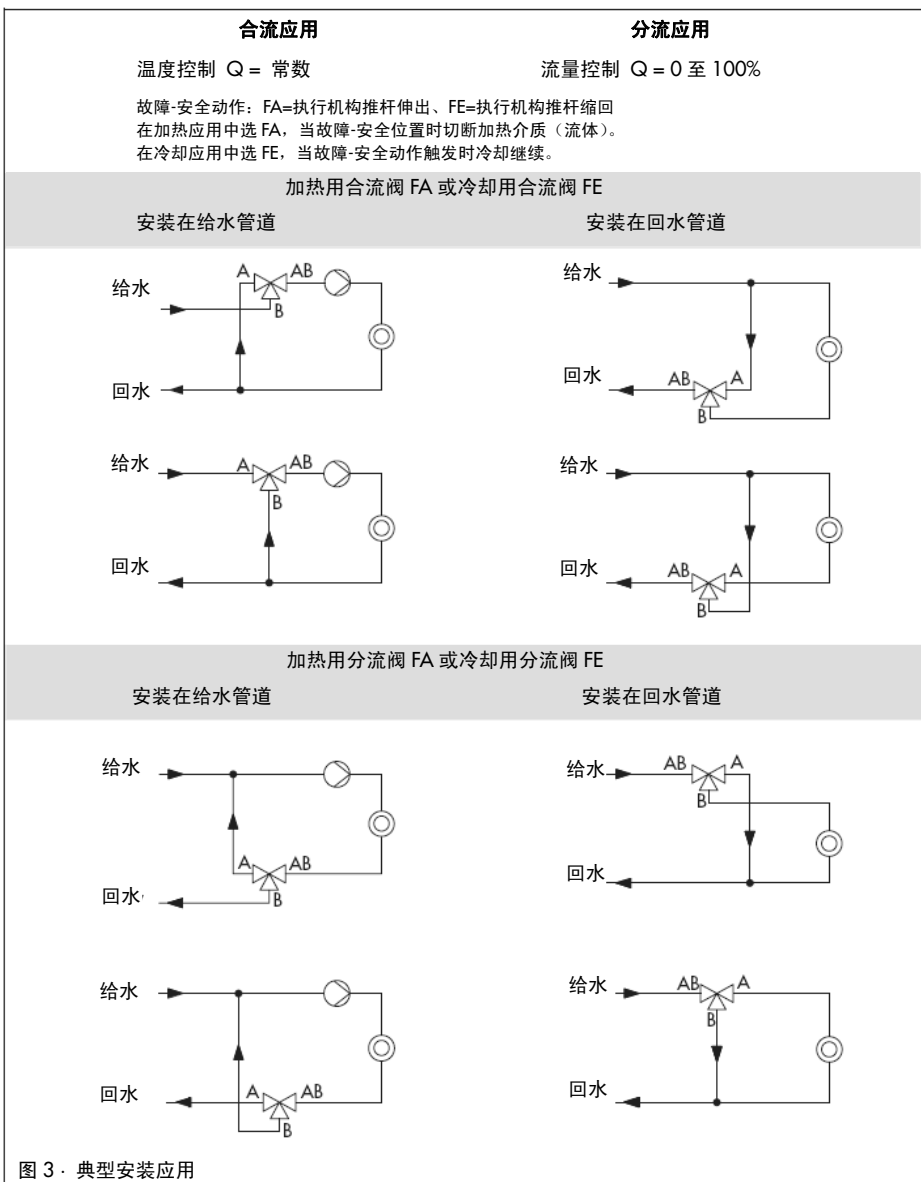 合流应用 分流应用
温度控制 Q = 常数 流量控制 Q = 0 至 100%
故障-安全动作：FA=执行机构推杆伸出、FE=执行机构推杆缩回
在加热应用中选 FA，当故障-安全位置时切断加热介质（流体）。
在冷却应用中选 FE，当故障-安全动作触发时冷却继续。
加热用合流阀 FA 或冷却用合流阀 FE
安装在给水管道 安装在回水管道
给水 A AB B
回水
给水
回水 AB A B
给水 A AB B
回水
给水
回水 AB A B
加热用分流阀 FA 或冷却用分流阀 FE
安装在给水管道 安装在回水管道
给水
回水 A AB B
给水 AB A B
回水
给水
回水 A AB B
给水 AB A B
回水
图 3 · 典型安装应用